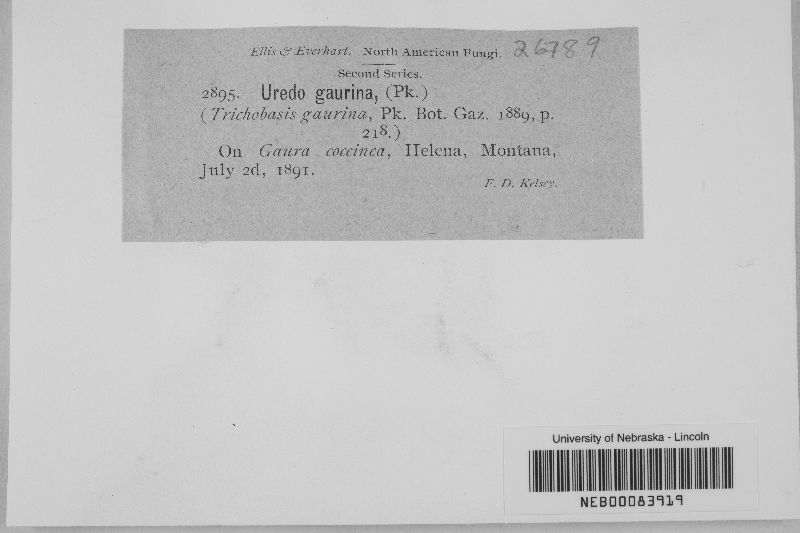 Ellis & Everhart. North American Fungi. 26789
Second Series.
2895. Uredo gaurina, (Pk.)
(Trichobasis gaurina, Pk. Bot. Gaz. 1889, p.
218.)
On Gaura coccinea, Helena, Montana,
July 2d, 1891.
F. D. Kelsey.
University of Nebraska - Lincoln
NEB00083919